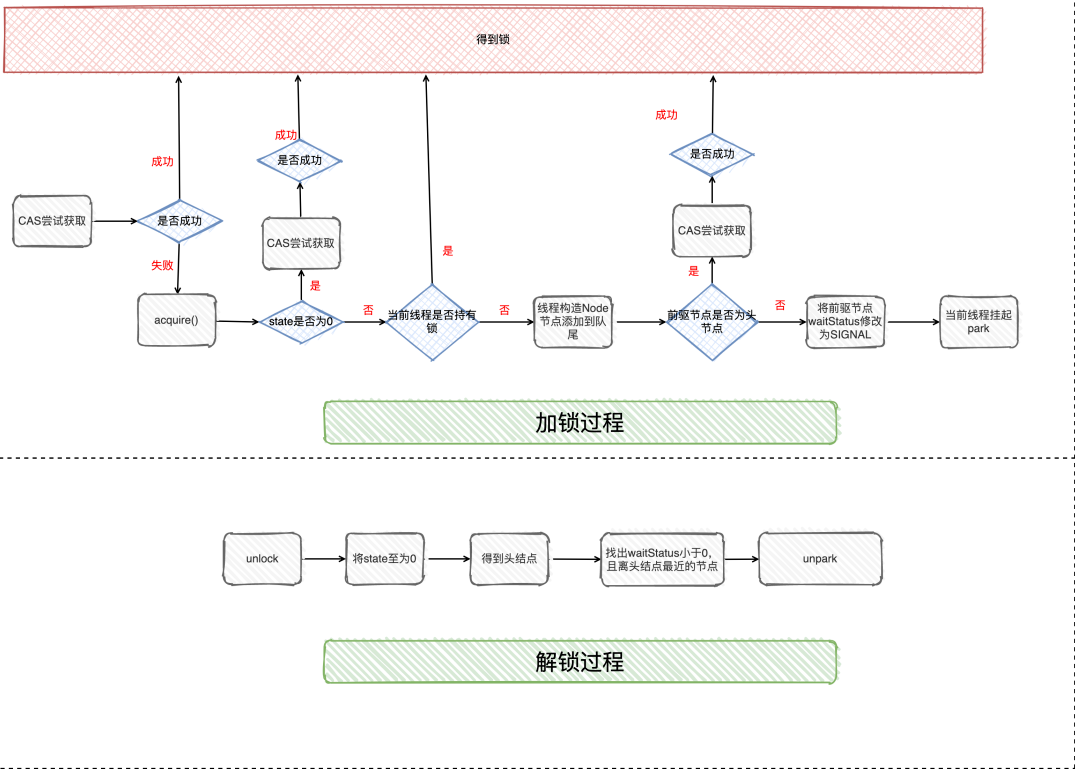 得到锁
成功
成功
成功
是否成功
是否成功
CAS尝试获取
是否成功
CAS尝试获取
CAS尝试获取
失败
是
是
是
acquire()
state是否为0
否
当前线程是否持有
锁
否
线程构造Node
节点添加到队
尾
前驱节点是否为头
节点
否
将前驱节点
waitStatus修改
为SIGNAL
当前线程挂起
park
加锁过程
unlock
将state至为0
得到头结点
找出waitStatus小于0,
且离头结点最近的节点
unpark
解锁过程